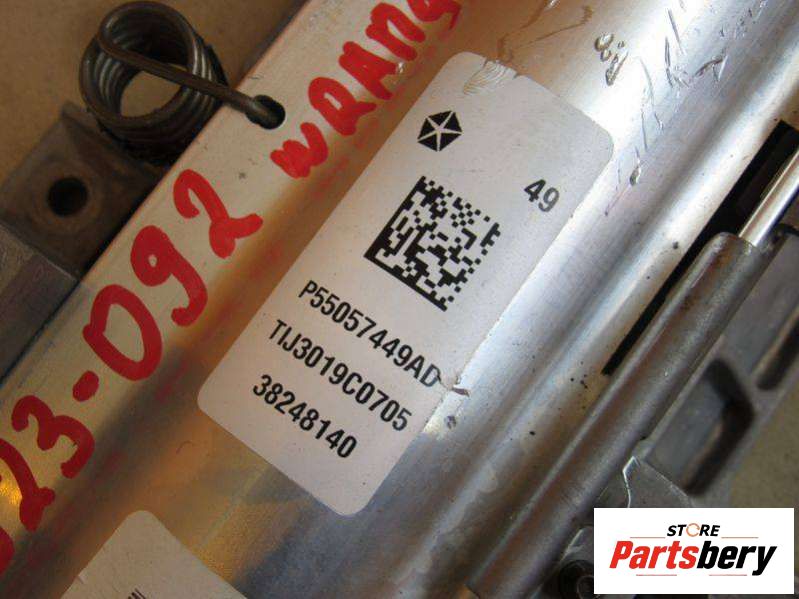 23-092 WRANG
49
P55057449AD
TIJ3019C0705
38248140
STORE
Partsbery